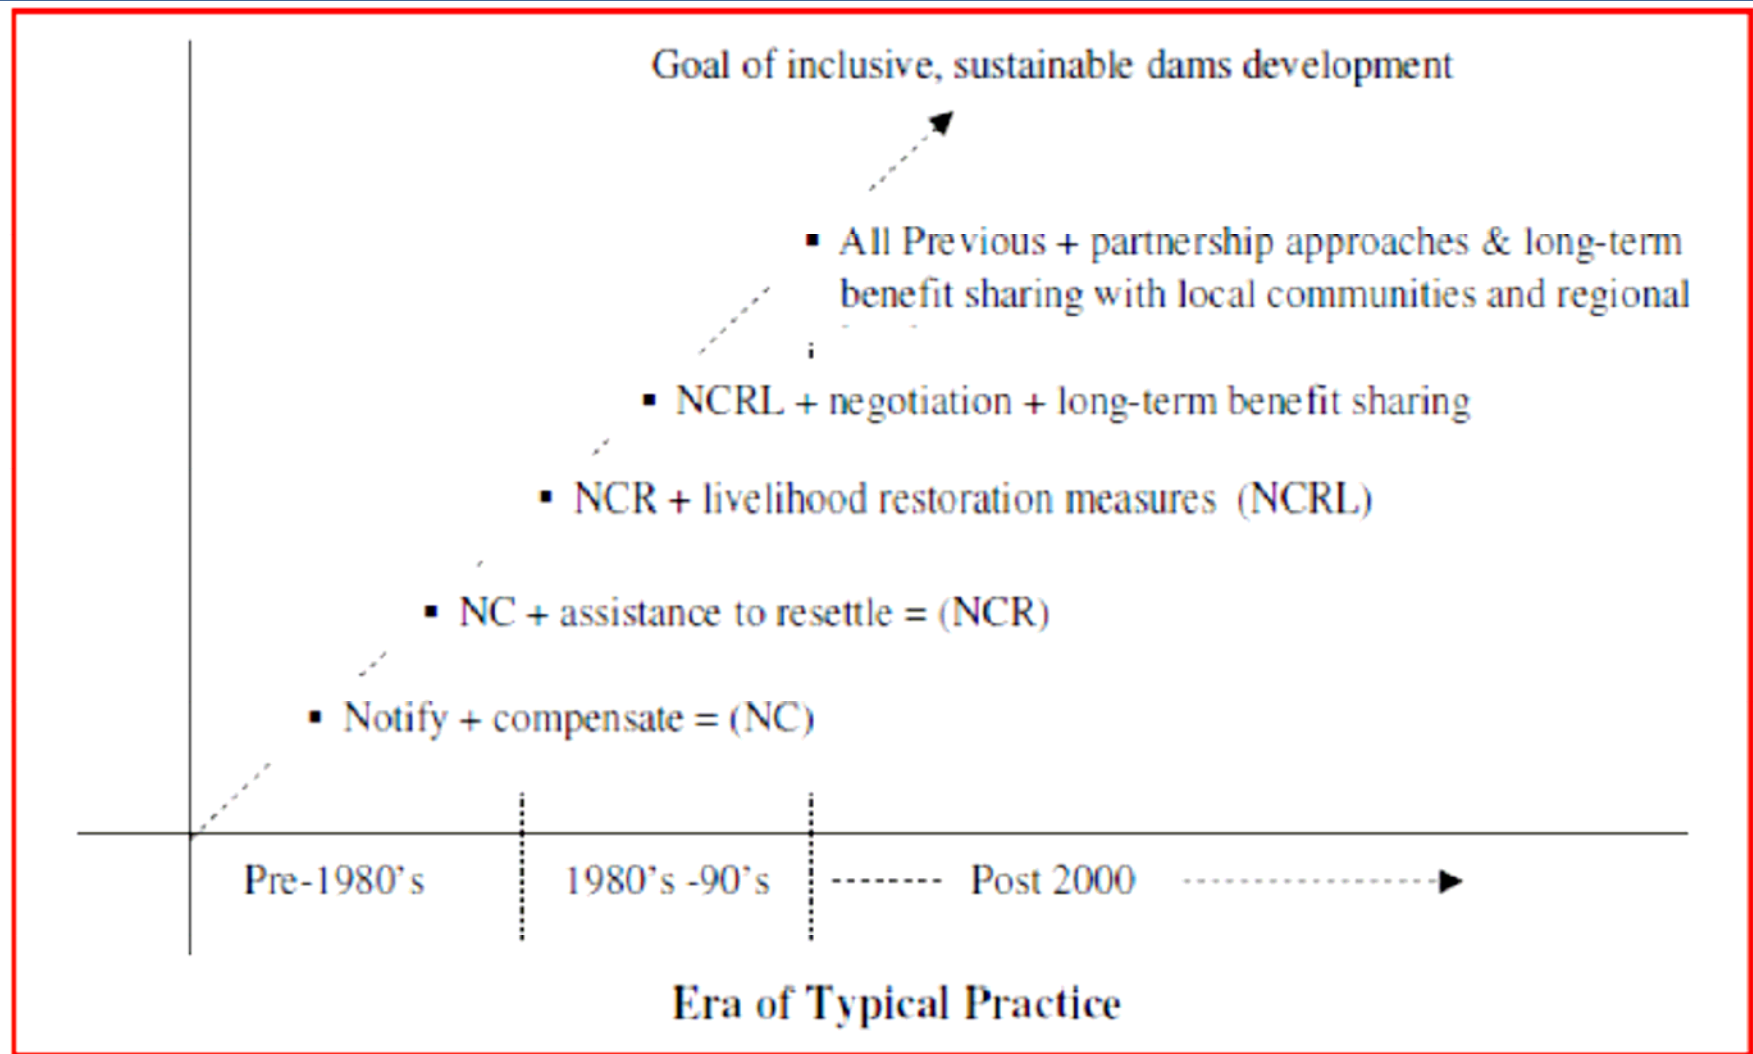 Goal of inclusive, sustainable dams development
▪ All Previous + partnership approaches & long-term
benefit sharing with local communities and regional
▪ NCRL + negotiation + long-term benefit sharing
▪ NCR + livelihood restoration measures (NCRL)
▪ NC + assistance to resettle = (NCR)
▪ Notify + compensate = (NC)
Pre-1980's 1980's -90's Post 2000
Era of Typical Practice